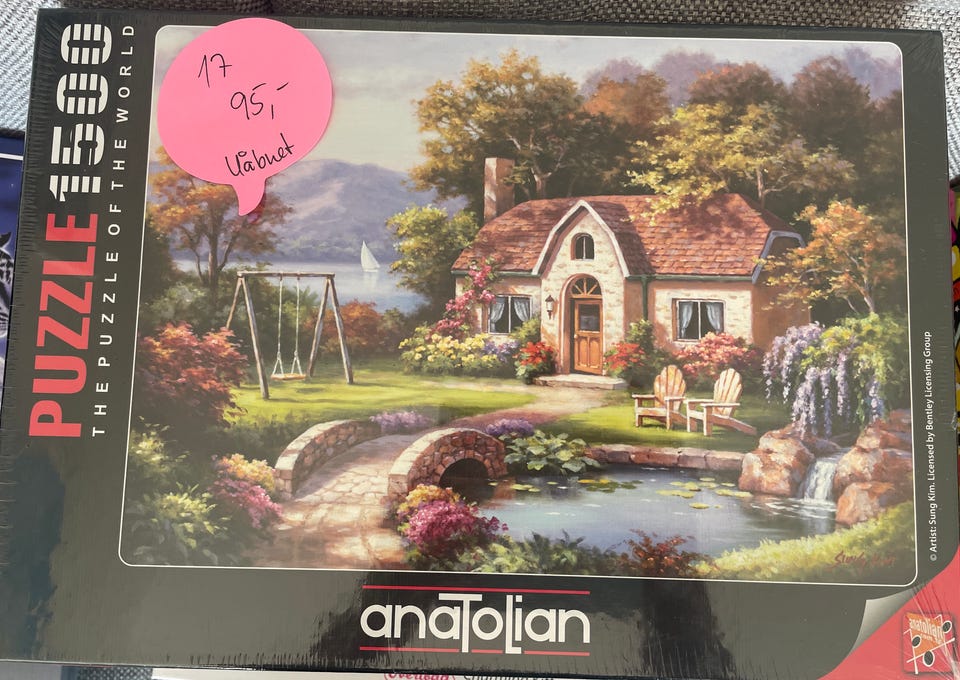 17
95,-
Uåbnet
PUZZLE 1500
THE PUZZLE OF THE WORLD
© Artist: Sung Kim. Licensed by Bentley Licensing Group
anaTolian
anatolian